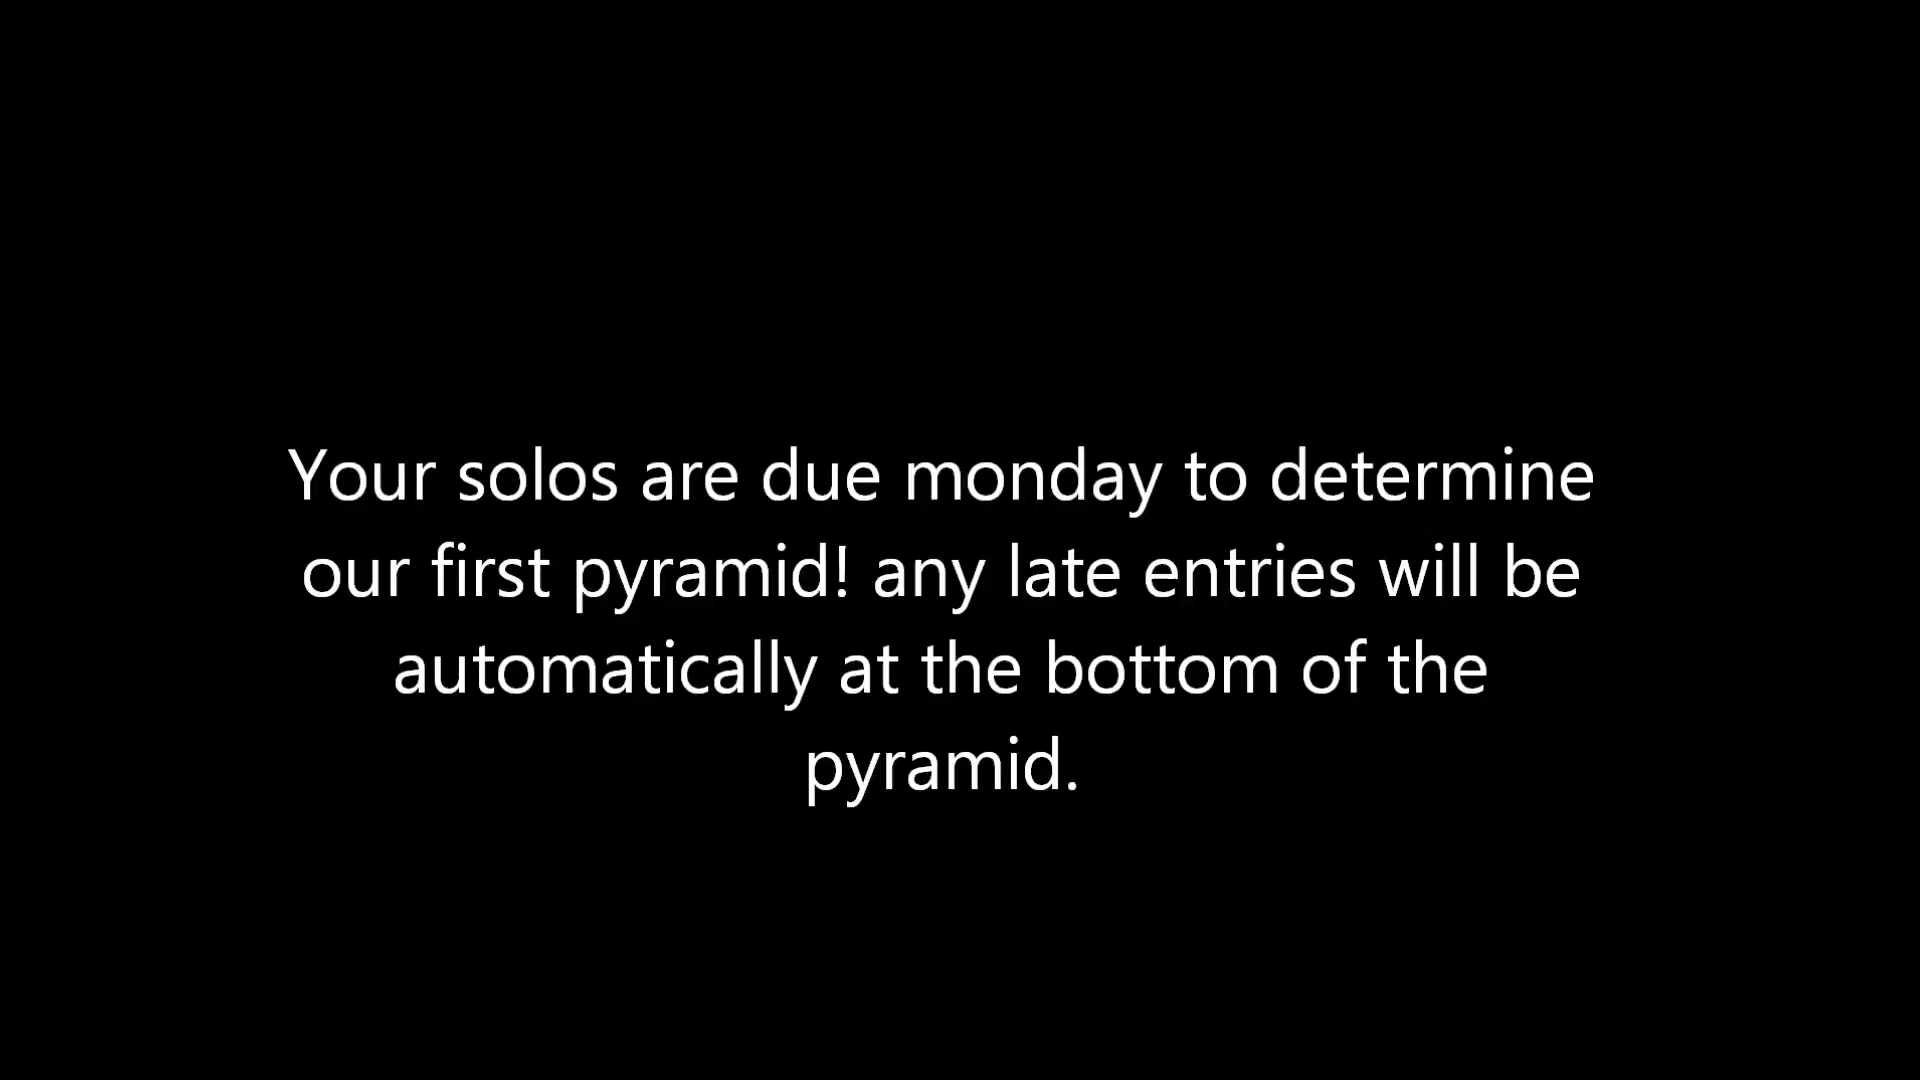 Your solos are due monday to determine
our first pyramid! any late entries will be
automatically at the bottom of the
pyramid.